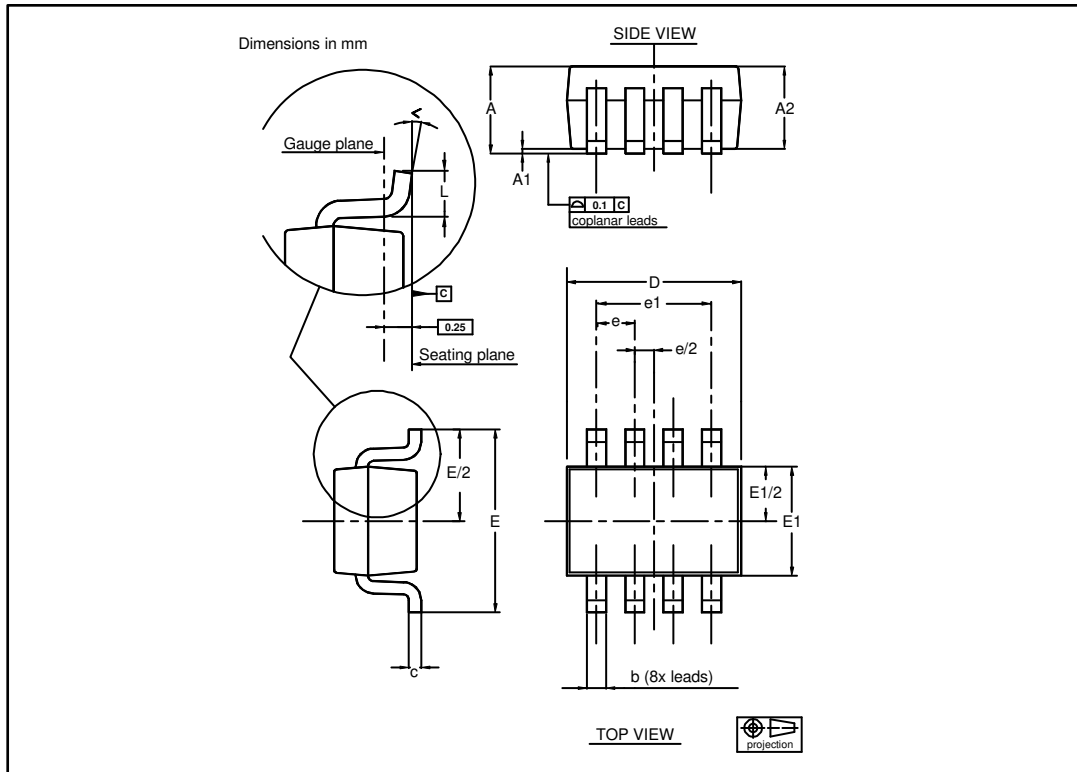 Dimensions in mm
SIDE VIEW
A
A2
A1
0.1 C
coplanar leads
Gauge plane
<
L
C
0.25
Seating plane
D
e1
e
e/2
E/2
E
E1/2
E1
c
b (8x leads)
TOP VIEW
projection